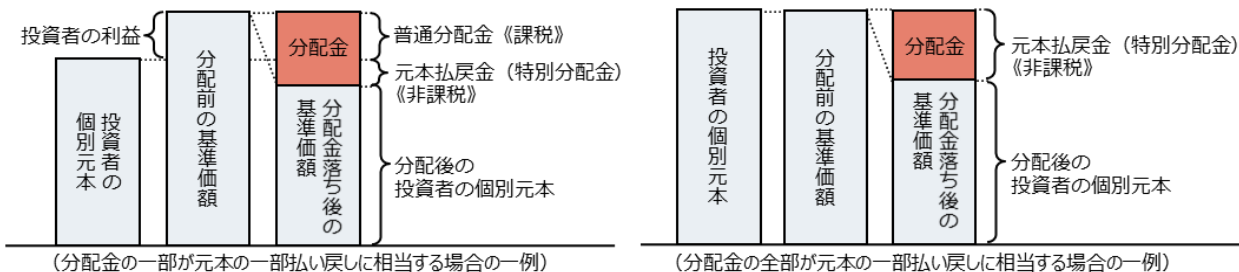 投資者の利益
投資者の
個別元本
分配前の基準価額
分配金
分配金落ち後の
基準価額
普通分配金《課税》
元本払戻金（特別分配金）
《非課税》
分配後の
投資者の個別元本
（分配金の一部が元本の一部払い戻しに相当する場合の一例）
投資者の個別元本
分配前の基準価額
分配金
分配金落ち後の
基準価額
元本払戻金（特別分配金）
《非課税》
分配後の
投資者の個別元本
（分配金の全部が元本の一部払い戻しに相当する場合の一例）